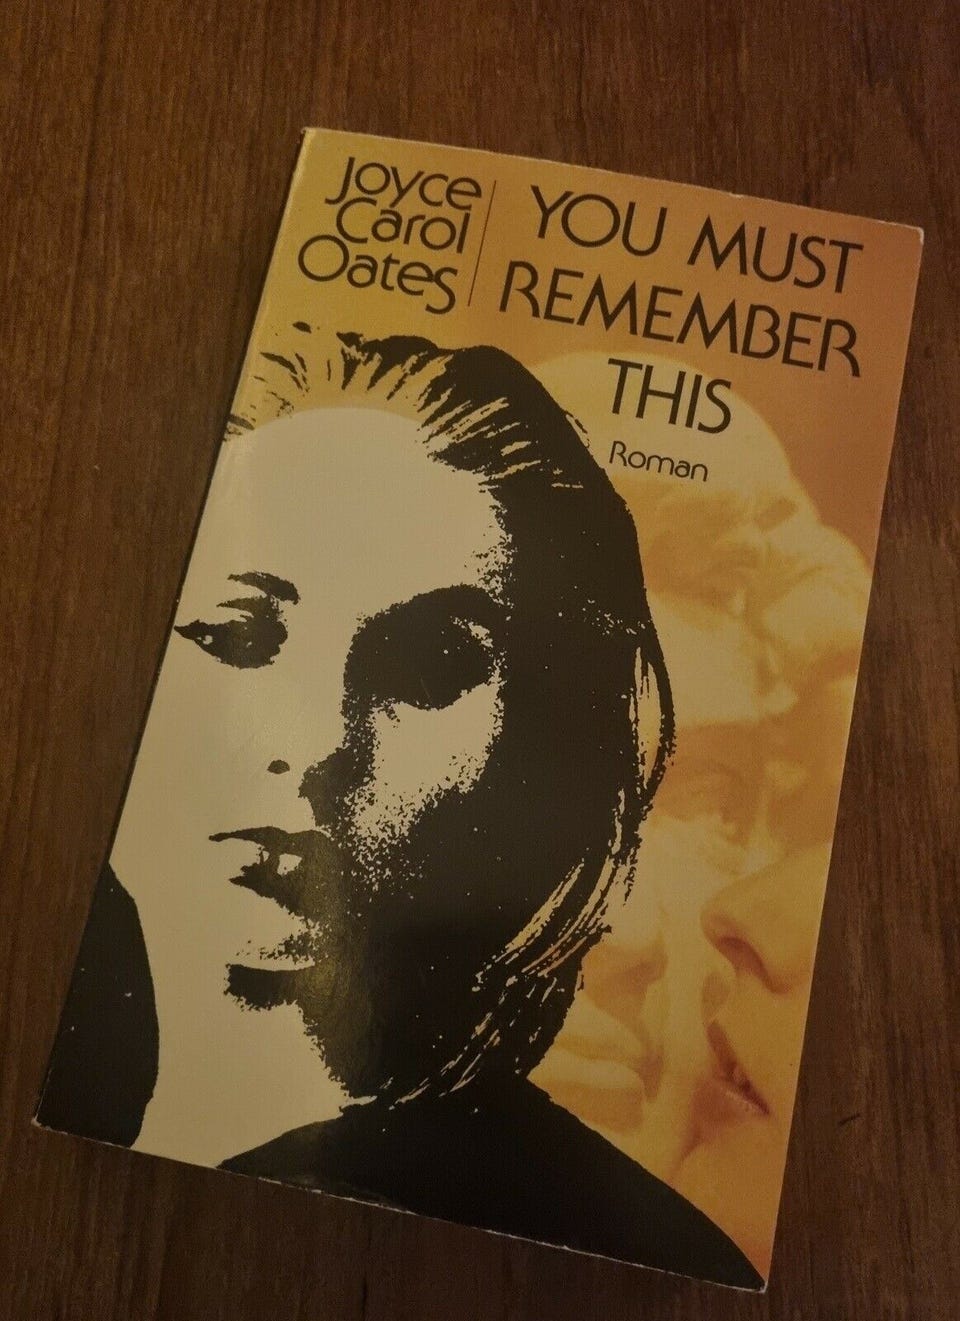 Joyce
Carol
Oates
YOU MUST
REMEMBER
THIS
Roman